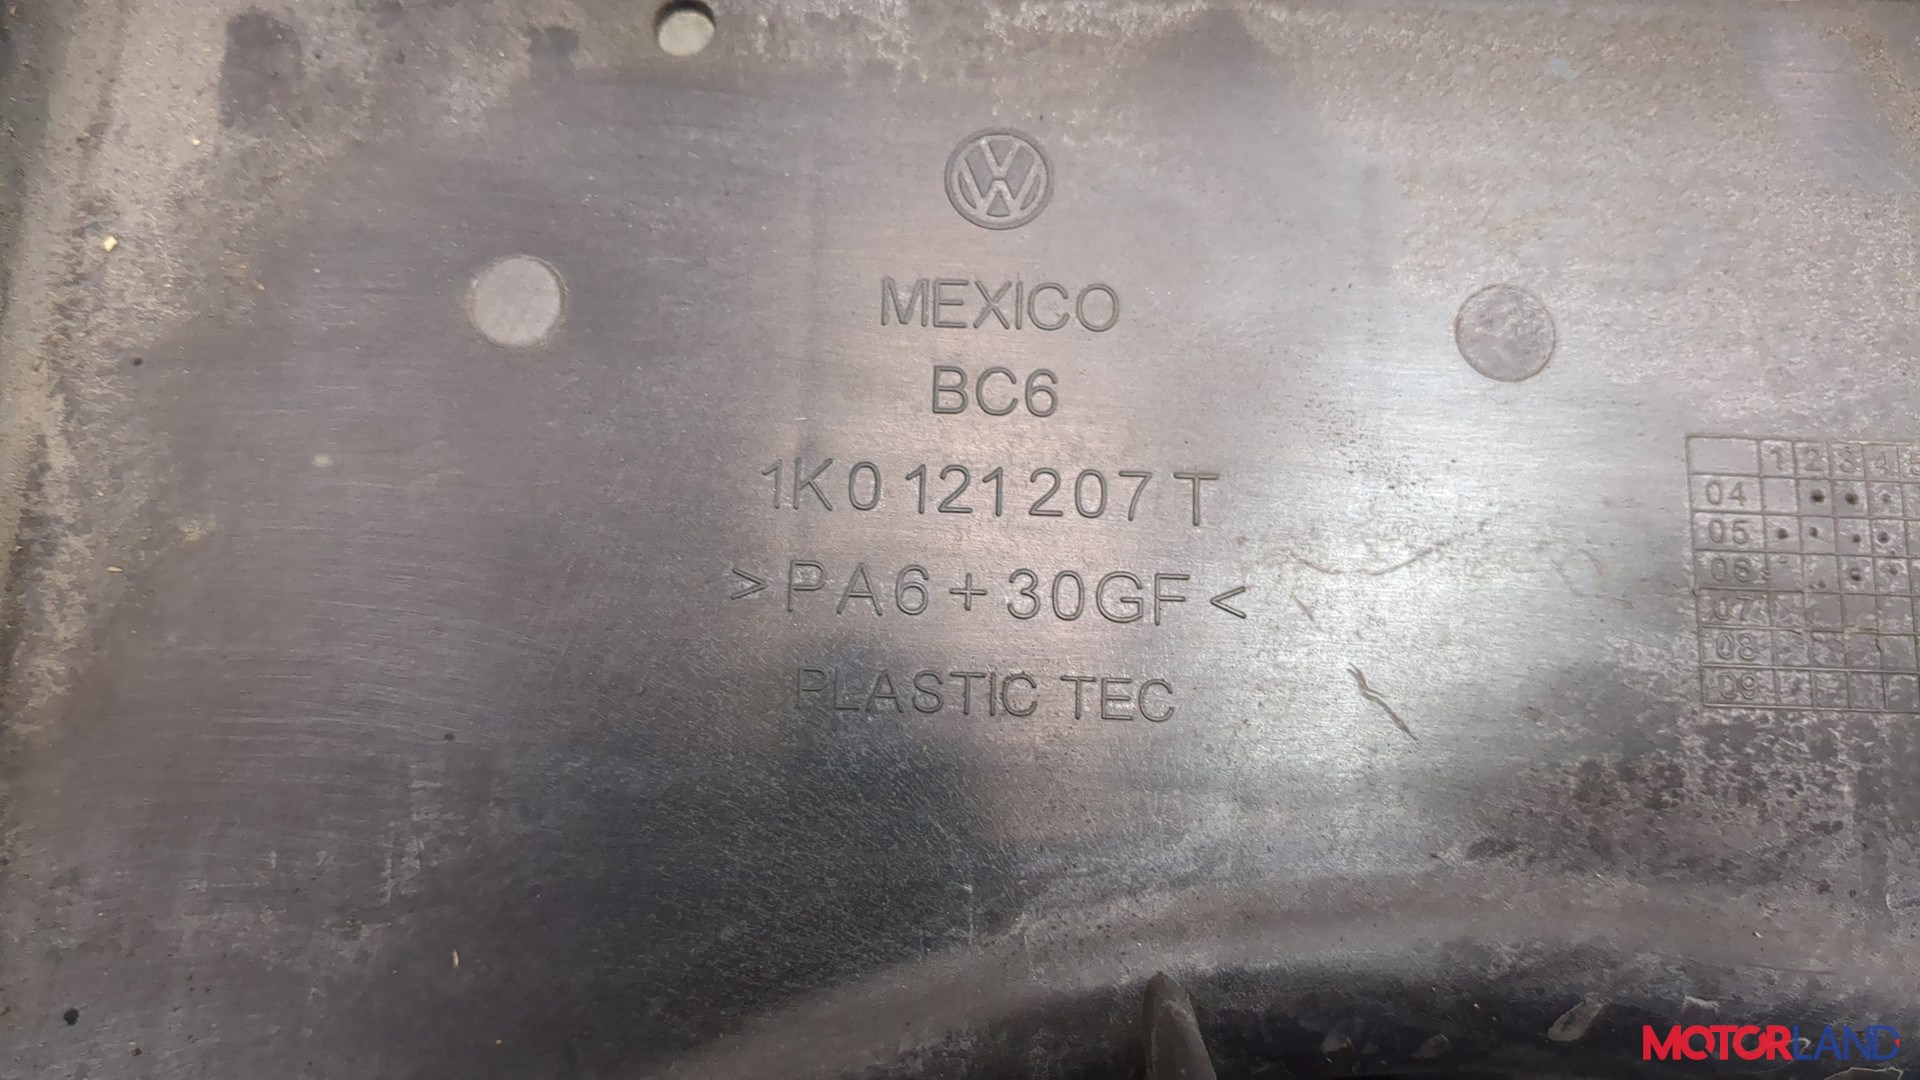 MEXICO
BC6
1K0 121 207 T
>PA6+30GF<
PLASTIC TEC
1 2 3 4
04
05
06
07
08
09
MOTORLAND